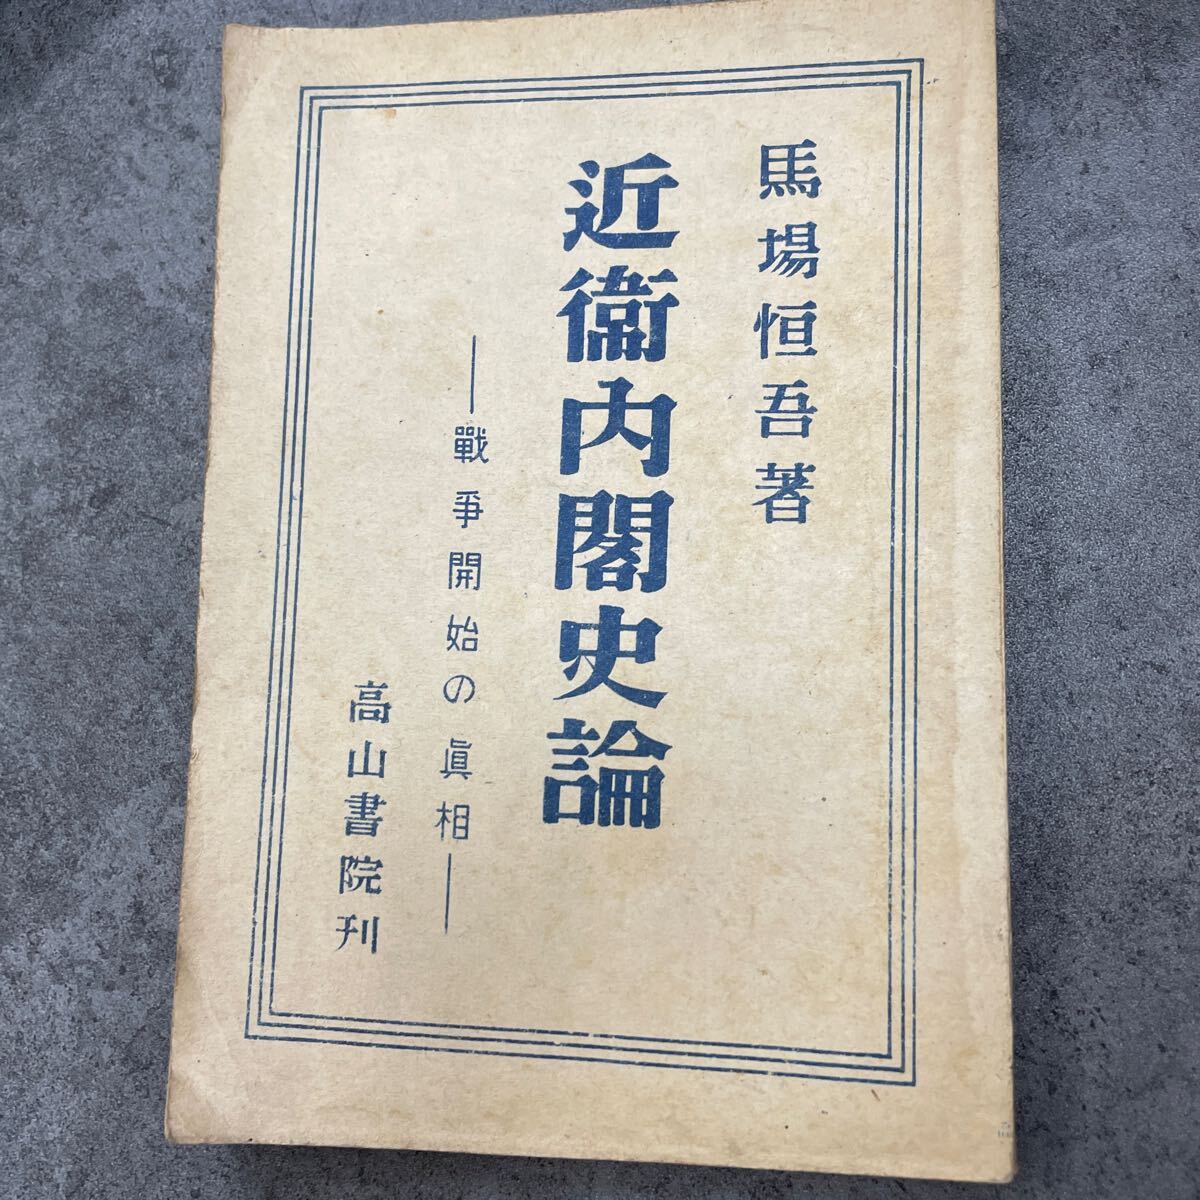 馬場恒吾著
近衞内閣史論
―戰爭開始の眞相―
高山書院刊